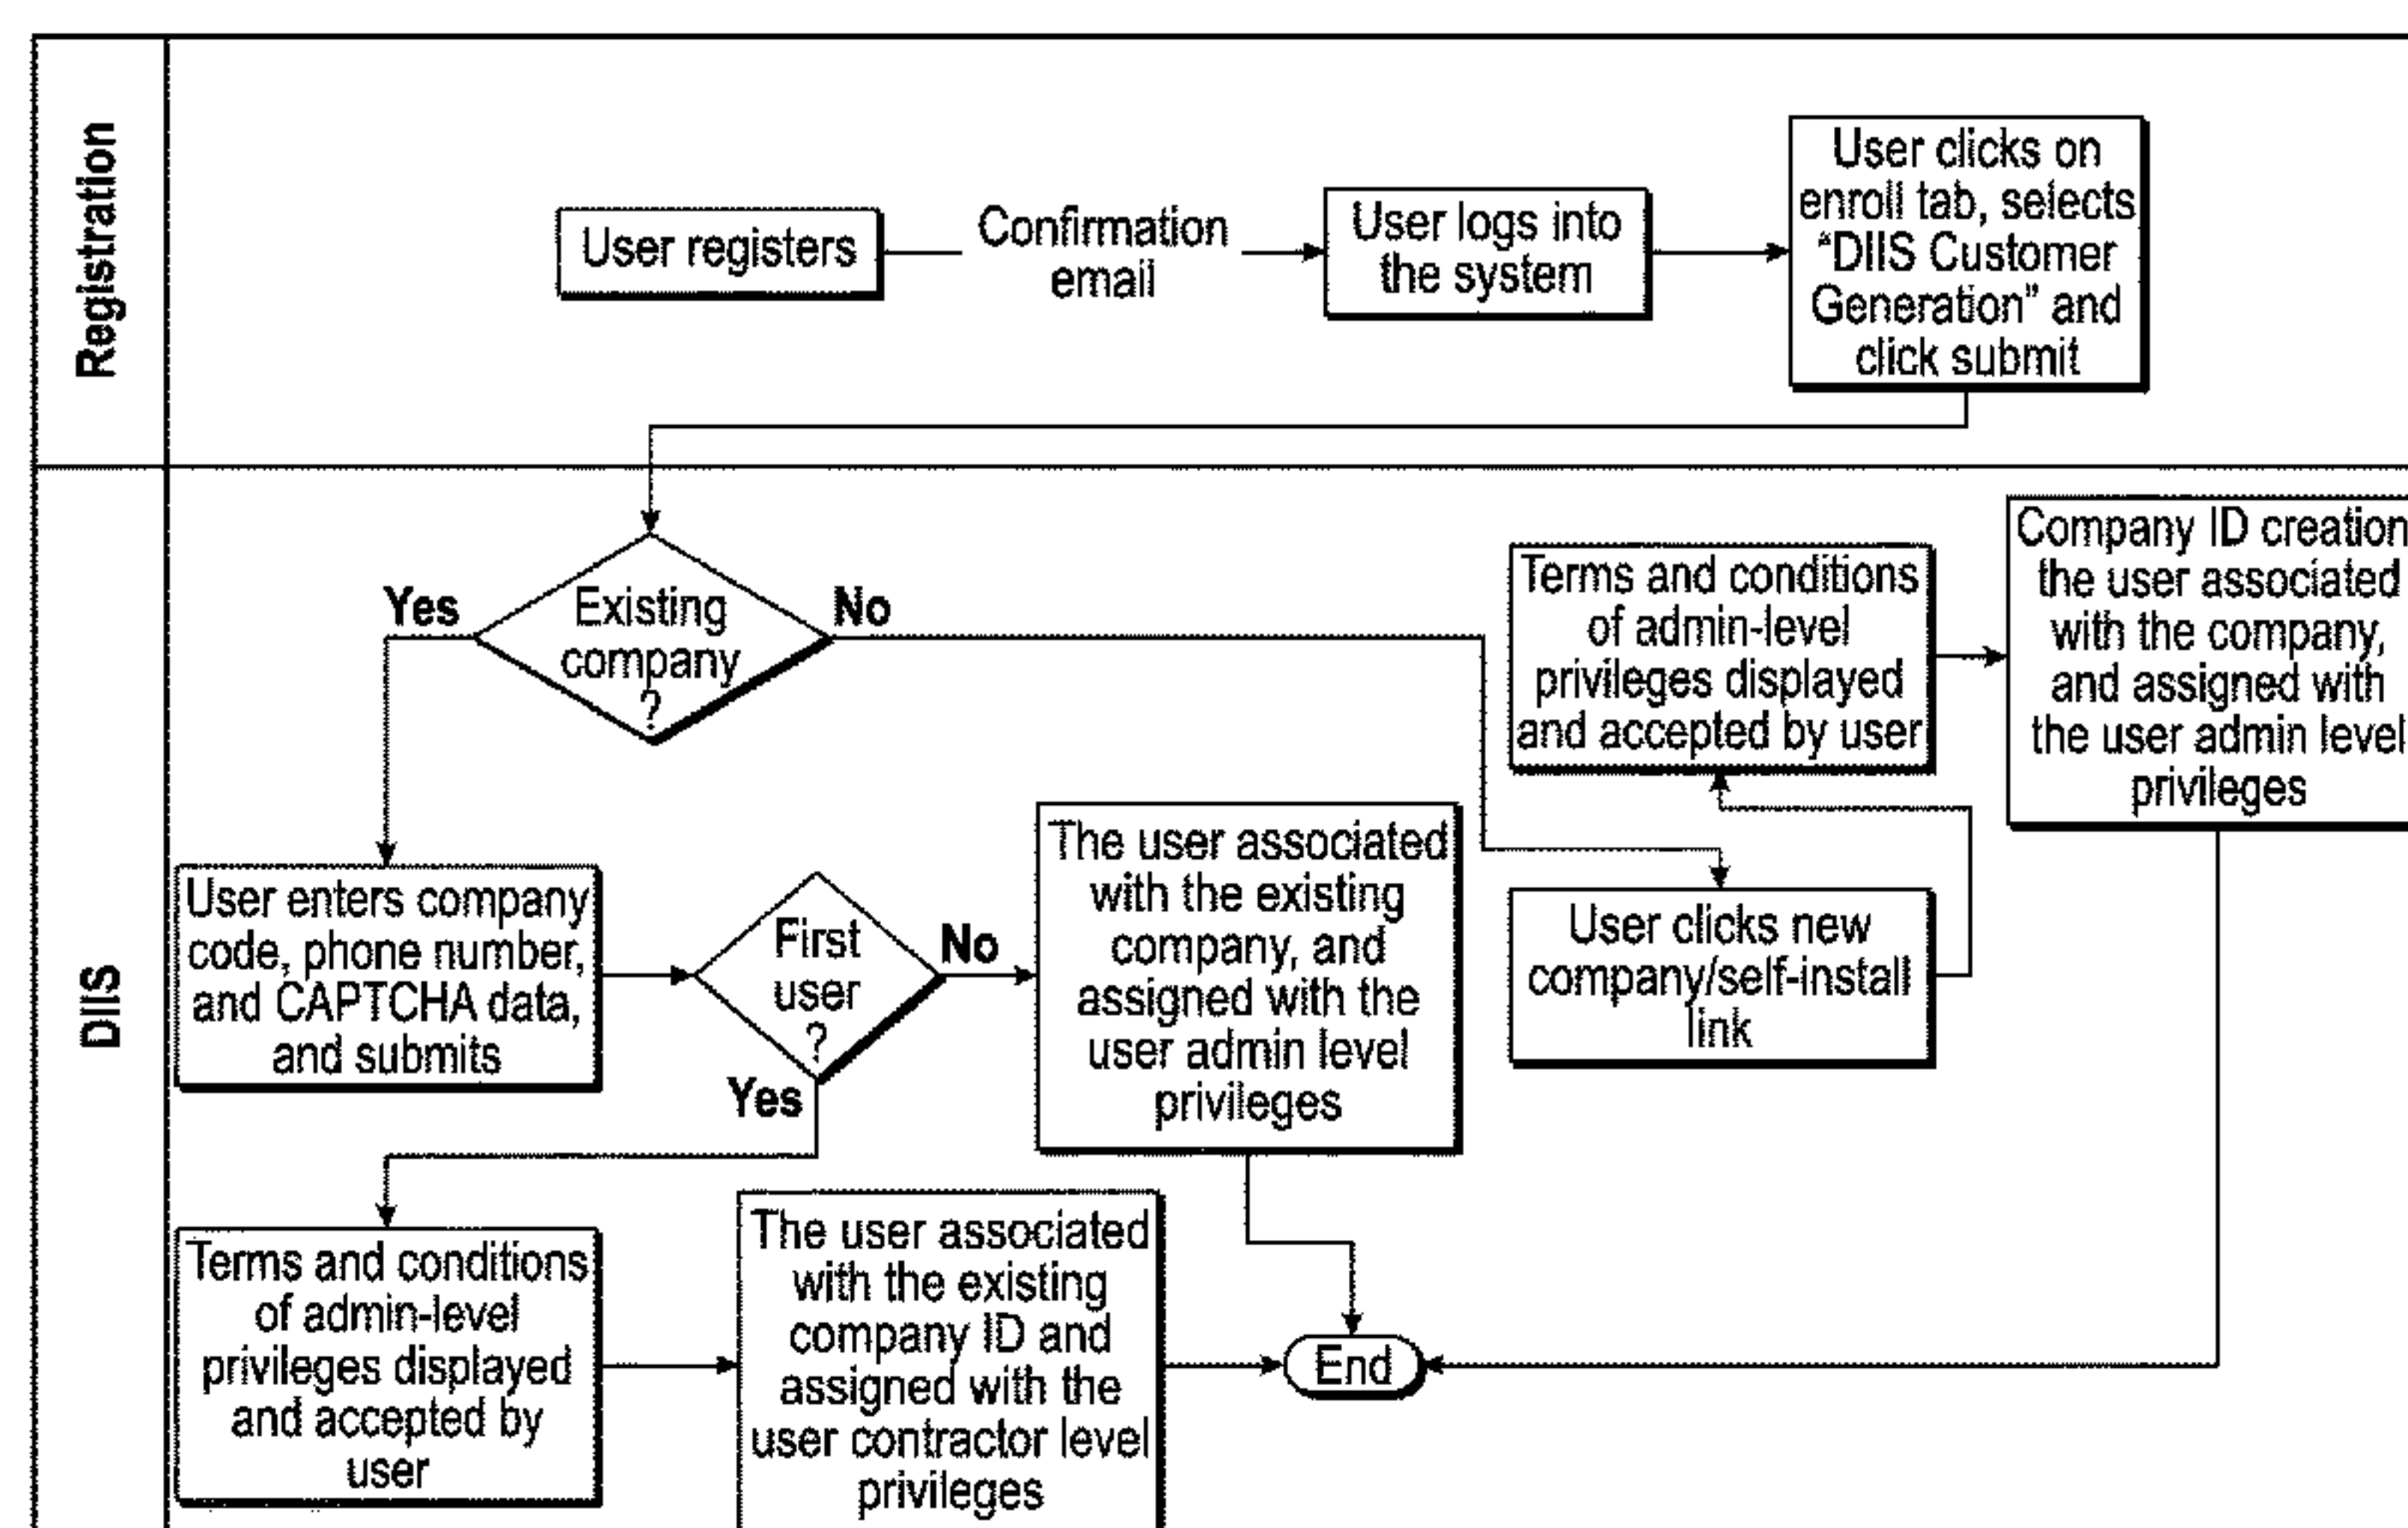 Registration
User registers
Confirmation
email
User logs into
the system
User clicks on
enroll tab, selects
“DIIS Customer
Generation” and
click submit
DIIS
Existing
company
?
Yes
No
Terms and conditions
of admin-level
privileges displayed
and accepted by user
Company ID creation
the user associated
with the company,
and assigned with
the user admin level
privileges
User enters company
code, phone number,
and CAPTCHA data,
and submits
First
user
?
No
Yes
The user associated
with the existing
company, and
assigned with the
user admin level
privileges
User clicks new
company/self-install
link
Terms and conditions
of admin-level
privileges displayed
and accepted by
user
The user associated
with the existing
company ID and
assigned with the
user contractor level
privileges
End